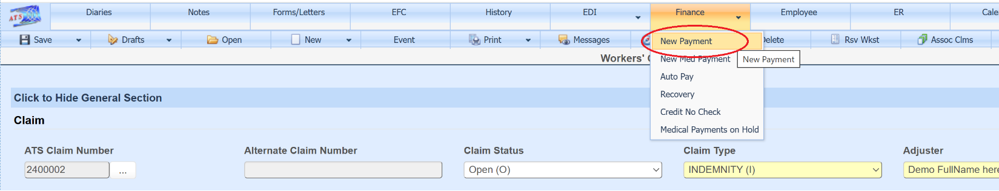 ATS
Diaries Notes Forms/Letters EFC History EDI Finance Employee ER
Save Drafts Open New Event Print Messages Rsv Wkst Assoc Clms
New Payment
Workers'
New Med Payment
New Payment
Auto Pay
Recovery
Credit No Check
Medical Payments on Hold
Click to Hide General Section
Claim
ATS Claim Number Alternate Claim Number Claim Status Claim Type Adjuster
2400002 ... Open (O) INDEMNITY (I) Demo FullName here